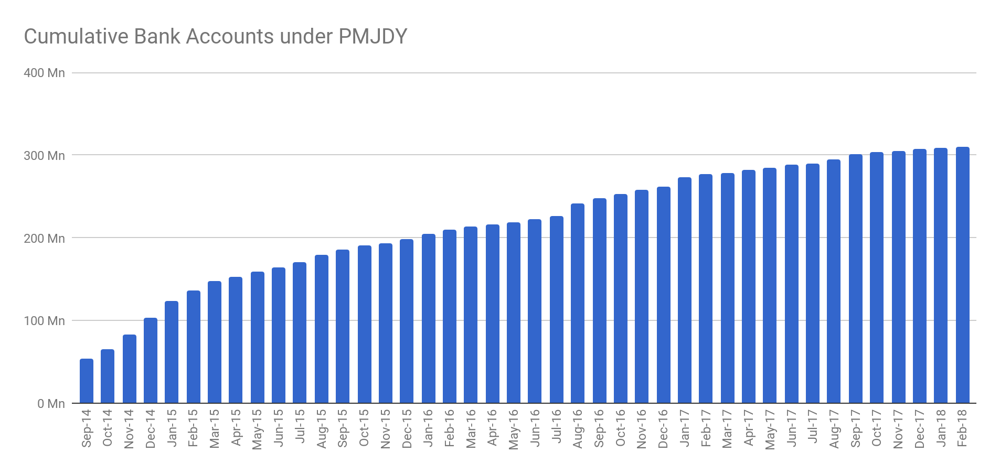 Cumulative Bank Accounts under PMJDY
400 Mn
300 Mn
200 Mn
100 Mn
0 Mn
Sep-14
Oct-14
Nov-14
Dec-14
Jan-15
Feb-15
Mar-15
Apr-15
May-15
Jun-15
Jul-15
Aug-15
Sep-15
Oct-15
Nov-15
Dec-15
Jan-16
Feb-16
Mar-16
Apr-16
May-16
Jun-16
Jul-16
Aug-16
Sep-16
Oct-16
Nov-16
Dec-16
Jan-17
Feb-17
Mar-17
Apr-17
May-17
Jun-17
Jul-17
Aug-17
Sep-17
Oct-17
Nov-17
Dec-17
Jan-18
Feb-18